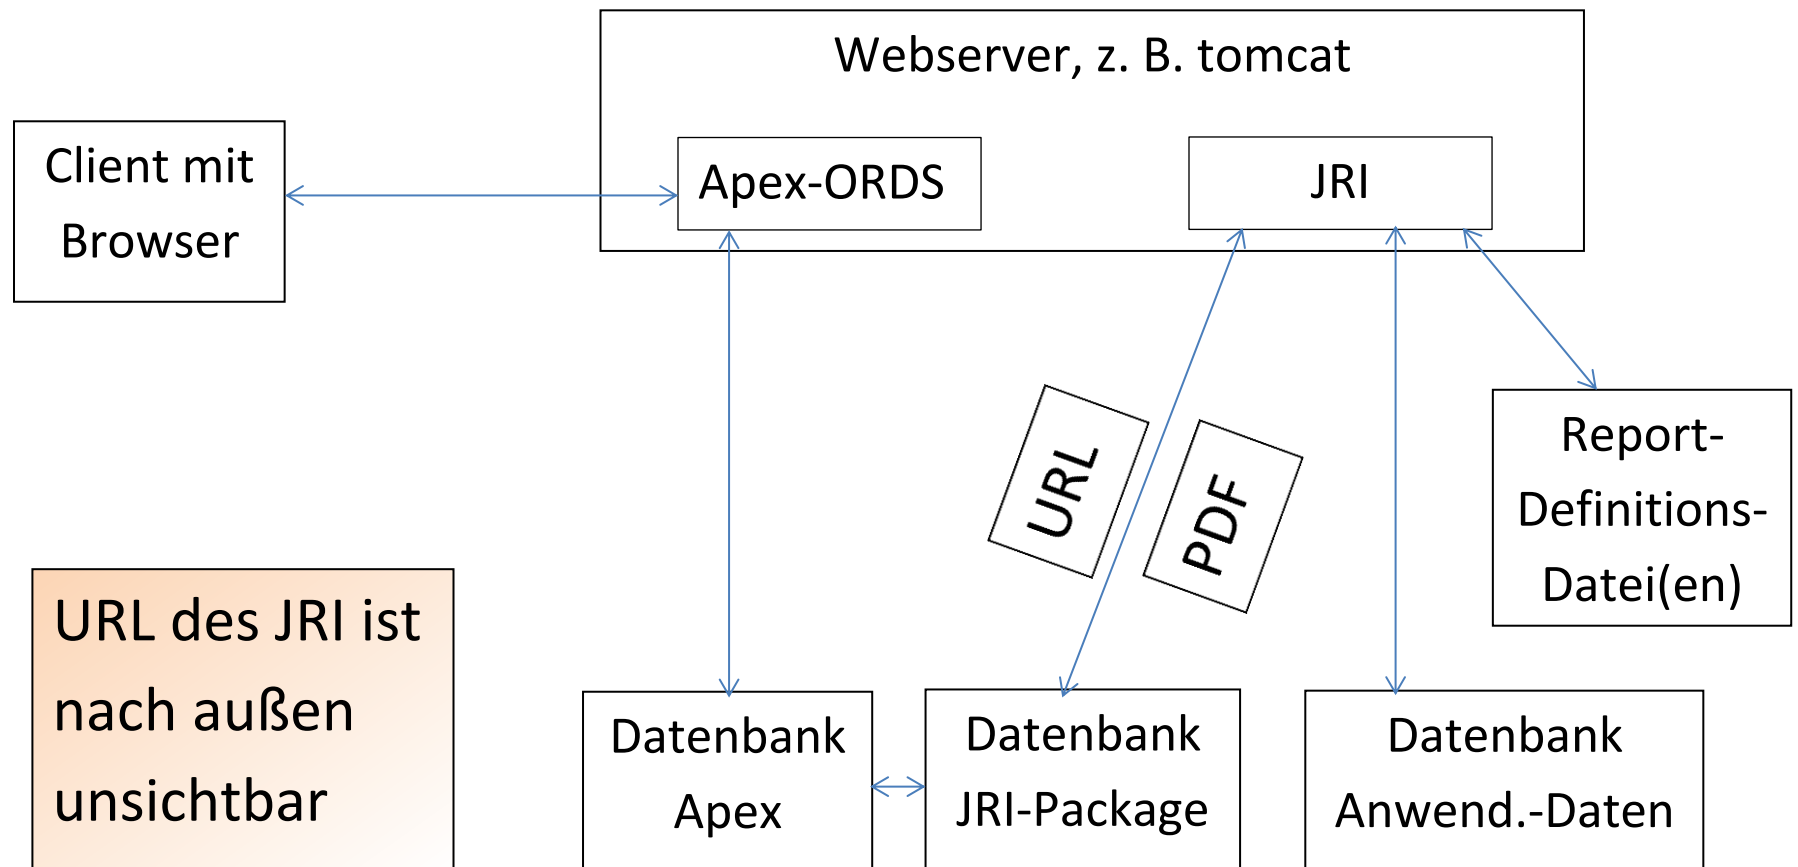 Webserver, z. B. tomcat
Client mit
Browser
Apex-ORDS
JRI
URL
PDF
Report-
Definitions-
Datei(en)
URL des JRI ist
nach außen
unsichtbar
Datenbank
Apex
Datenbank
JRI-Package
Datenbank
Anwend.-Daten